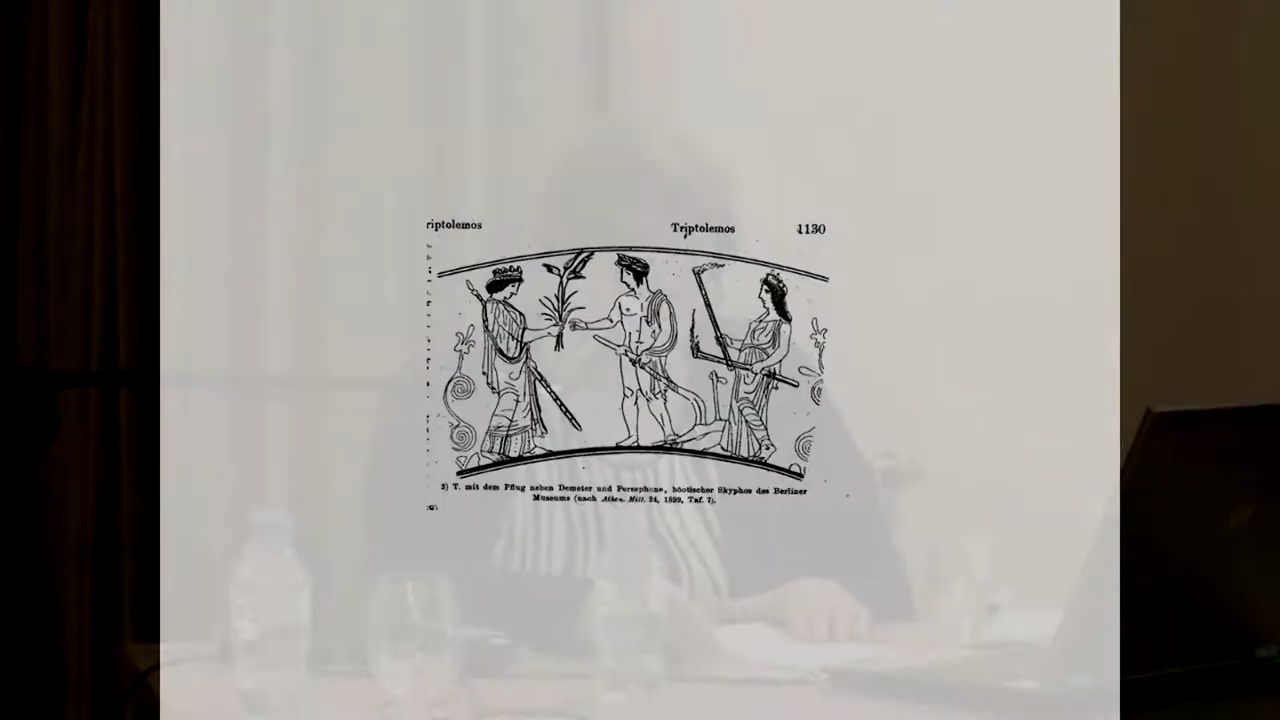 riptolemos
Triptolemos 1130
3) T. mit dem Pflug neben Demeter und Persephone, böotischer Skyphos des Berliner
Museums (nach Athen. Mitt. 24, 1899, Taf. 7).